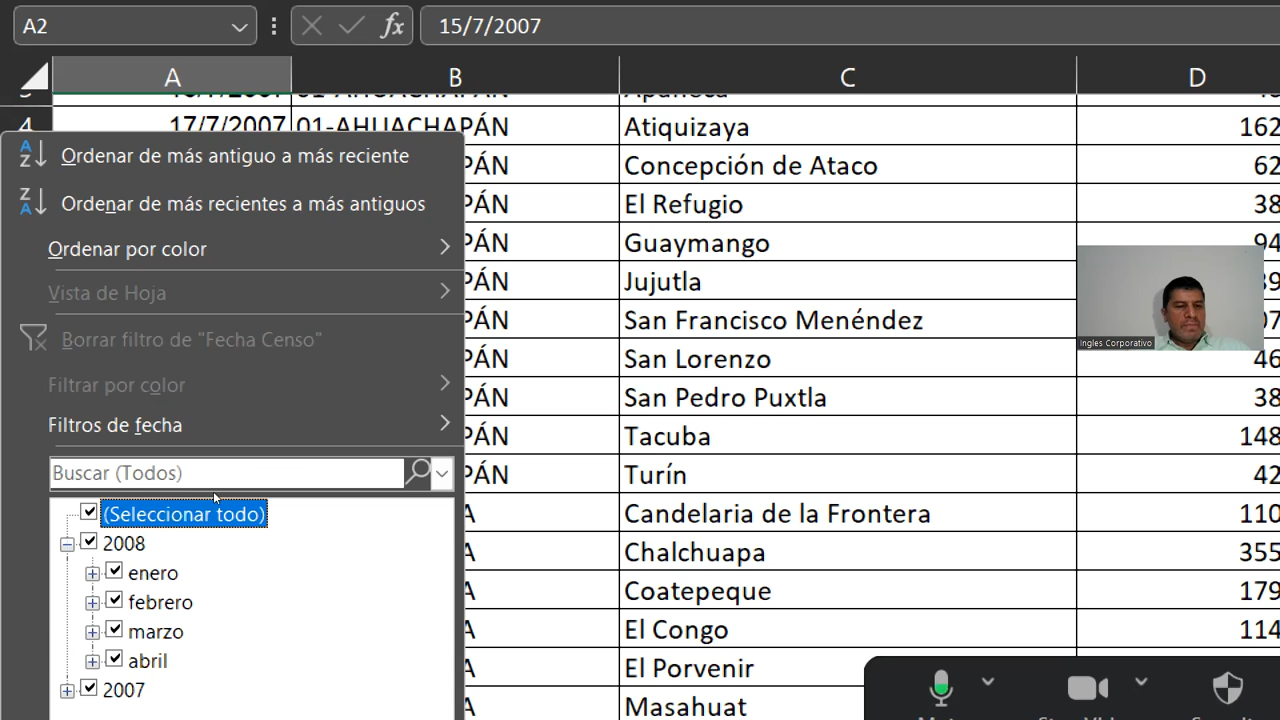 A2
fx
15/7/2007
A
B
C
D
4
17/7/2007
01-AHUACHAPÁN
Atiquizaya
162
Ordenar de más antiguo a más reciente
PÁN
Concepción de Ataco
62
Ordenar de más recientes a más antiguos
PÁN
El Refugio
38
Ordenar por color
PÁN
Guaymango
94
Vista de Hoja
PÁN
Jujutla
Borrar filtro de "Fecha Censo"
PÁN
San Francisco Menéndez
Ingles Corporativo
PÁN
San Lorenzo
46
Filtrar por color
PÁN
San Pedro Puxtla
38
Filtros de fecha
PÁN
Tacuba
148
Buscar (Todos)
PÁN
Turín
42
(Seleccionar todo)
A
Candelaria de la Frontera
110
2008
A
Chalchuapa
355
enero
A
Coatepeque
179
febrero
marzo
A
El Congo
114
abril
A
El Porvenir
2007
A
Masahuat